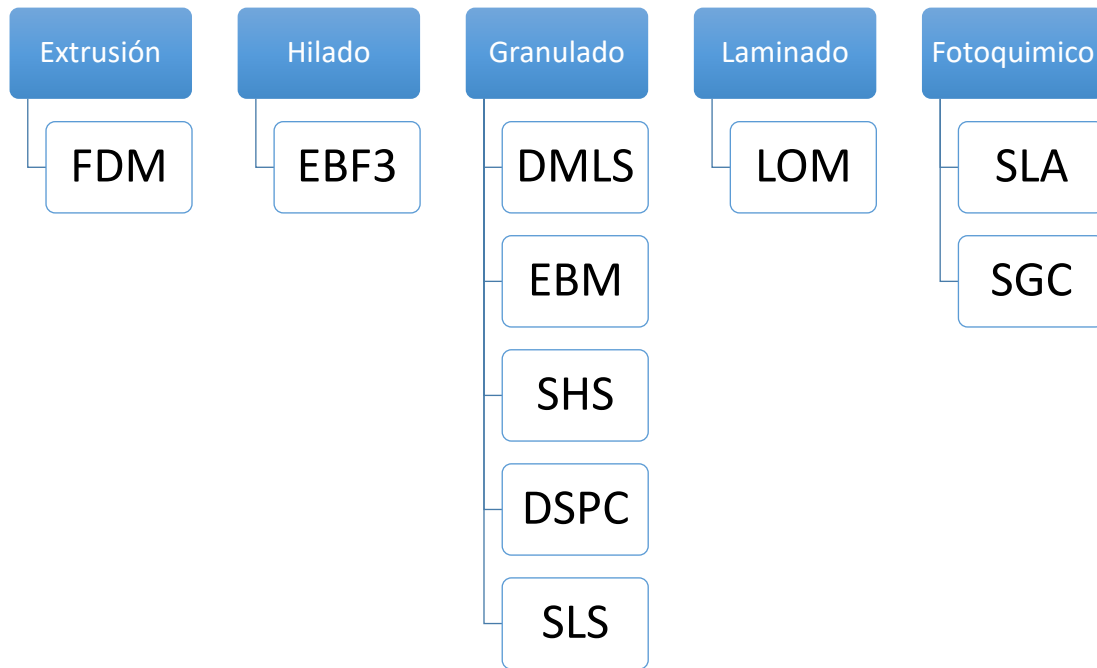 Extrusión
FDM
Hilado
EBF3
Granulado
DMLS
EBM
SHS
DSPC
SLS
Laminado
LOM
Fotoquimico
SLA
SGC